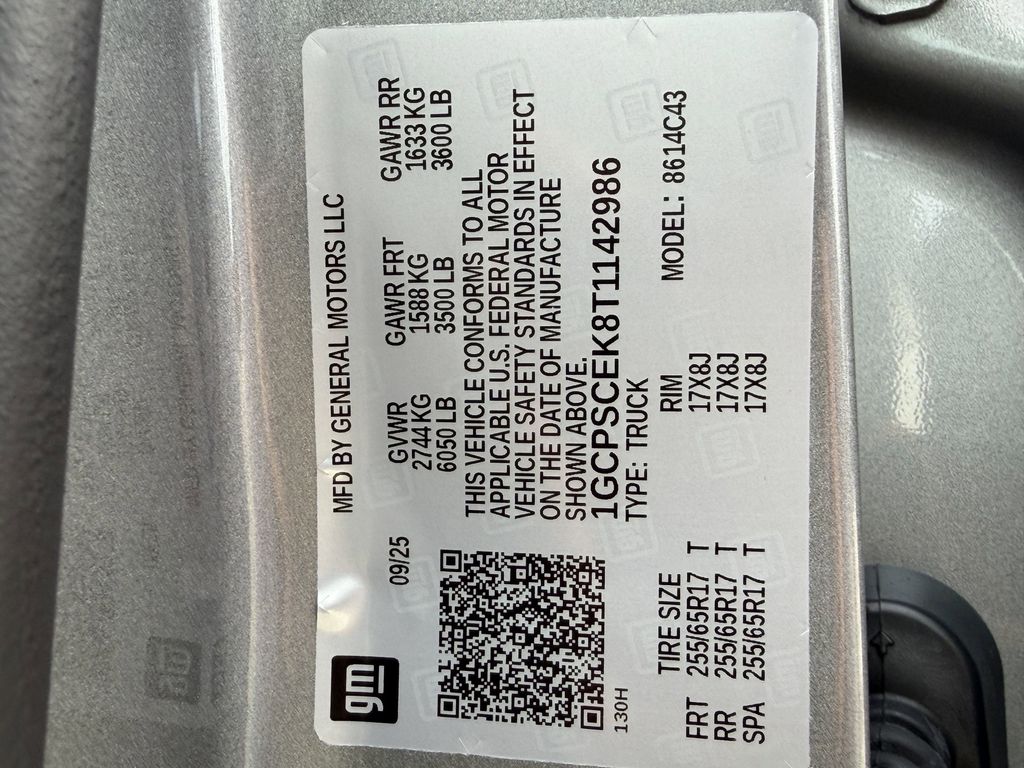 gm
MFD BY GENERAL MOTORS LLC
09/25
GVWR GAWR FRT GAWR RR
2744 KG 1588 KG 1633 KG
6050 LB 3500 LB 3600 LB
THIS VEHICLE CONFORMS TO ALL
APPLICABLE U.S. FEDERAL MOTOR
VEHICLE SAFETY STANDARDS IN EFFECT
ON THE DATE OF MANUFACTURE
SHOWN ABOVE.
1GCPSCEK8T1142986
TYPE: TRUCK
130H
MODEL: 8614C43
TIRE SIZE RIM
FRT 255/65R17 T 17X8J
RR 255/65R17 T 17X8J
SPA 255/65R17 T 17X8J